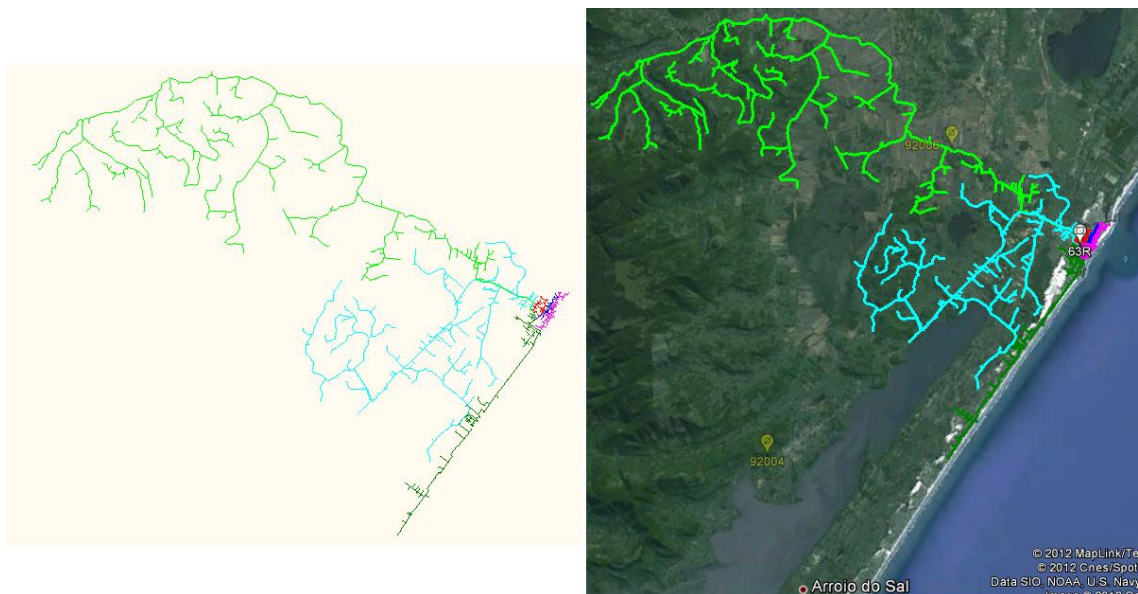 92006
63R
92004
Arroio do Sal
© 2012 MapLink/Te
© 2012 Cnes/Spot
Data SIO, NOAA, U.S. Navy